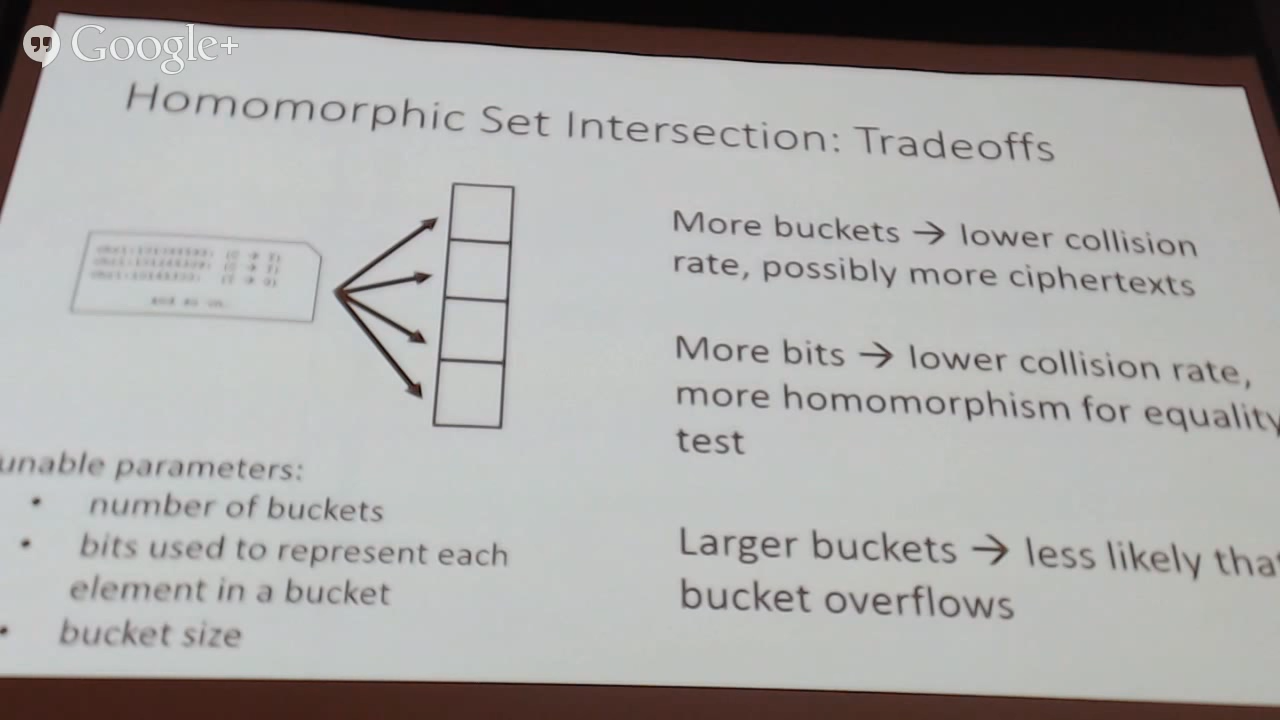 Google+
Homomorphic Set Intersection: Tradeoffs
More buckets → lower collision
rate, possibly more ciphertexts
More bits → lower collision rate,
more homomorphism for equality
test
Larger buckets → less likely
bucket overflows
parameters:
• number of buckets
• bits used to represent each
element in a bucket
• bucket size